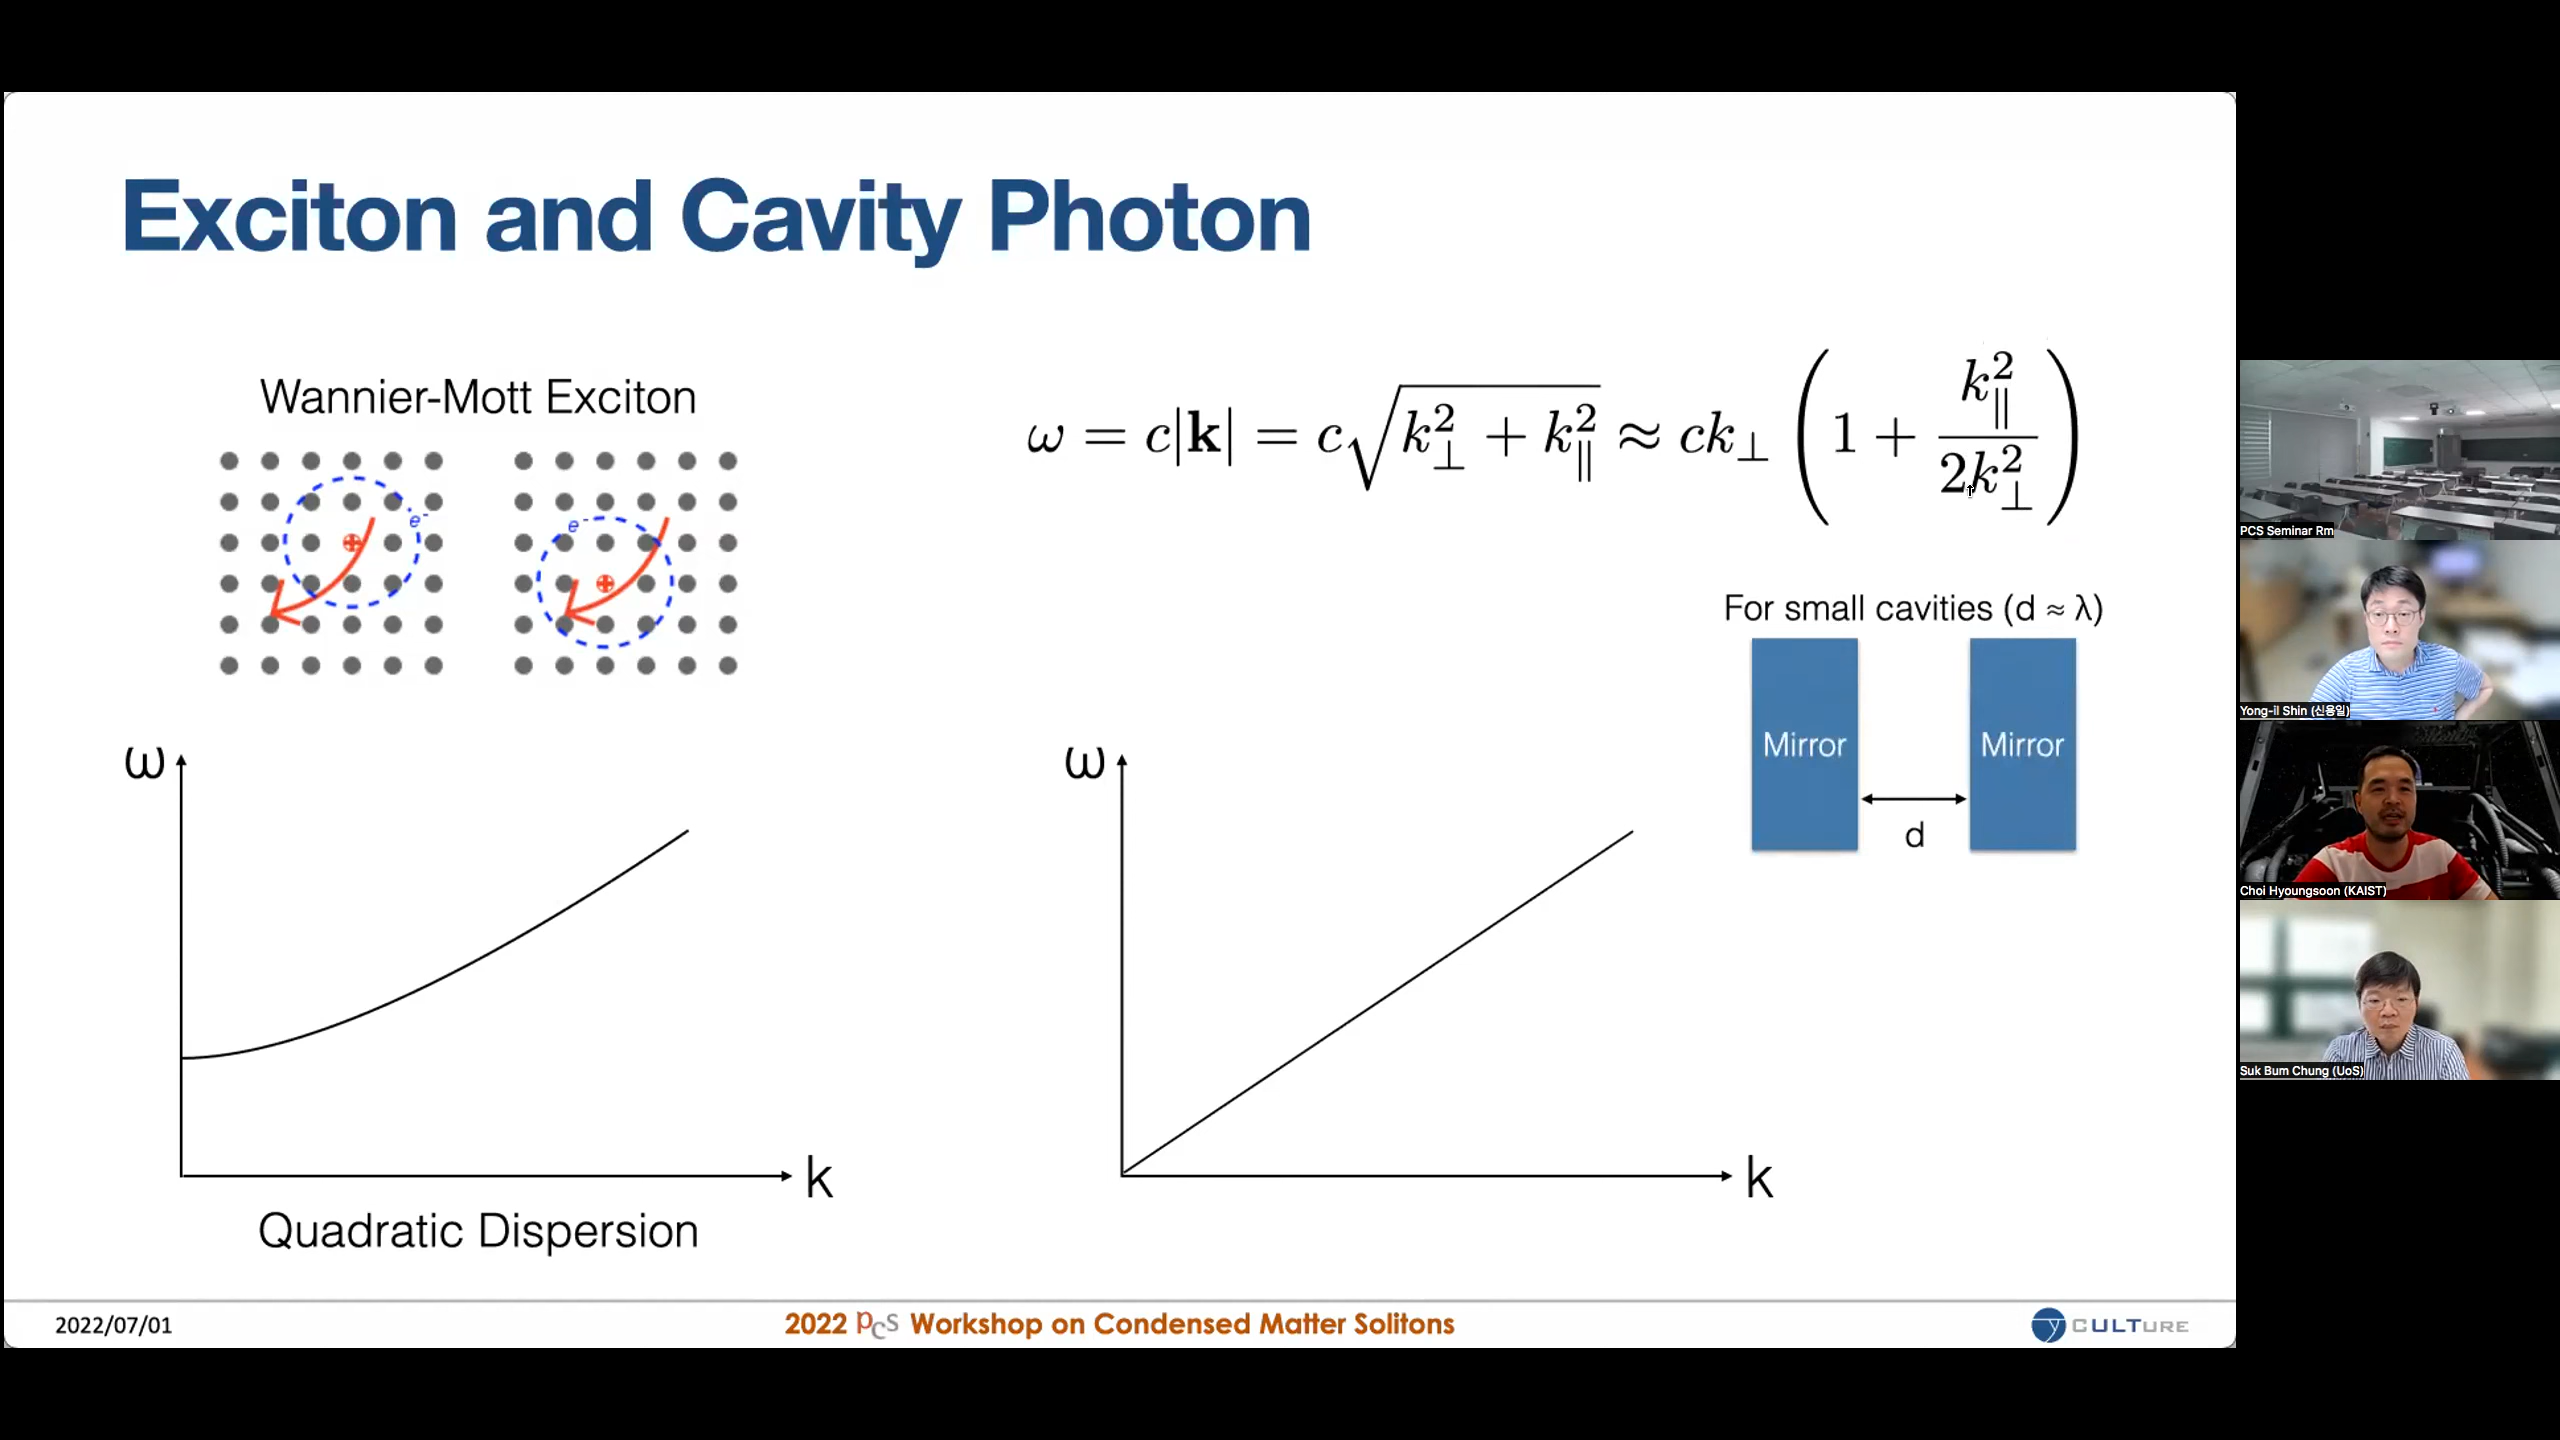 Exciton and Cavity Photon
Wannier-Mott Exciton
e⁻
e⁻
ω = c|k| = c√(k⊥² + k∥²) ≈ ck⊥ (1 + k∥²/2k⊥²)
For small cavities (d ≈ λ)
Mirror
Mirror
d
ω
k
Quadratic Dispersion
ω
k
2022/07/01
2022 PCS Workshop on Condensed Matter Solitons
CULTURE
PCS Seminar Rm
Yong-il Shin (신용일)
Choi Hyoungsoon (KAIST)
Suk Bum Chung (UoS)